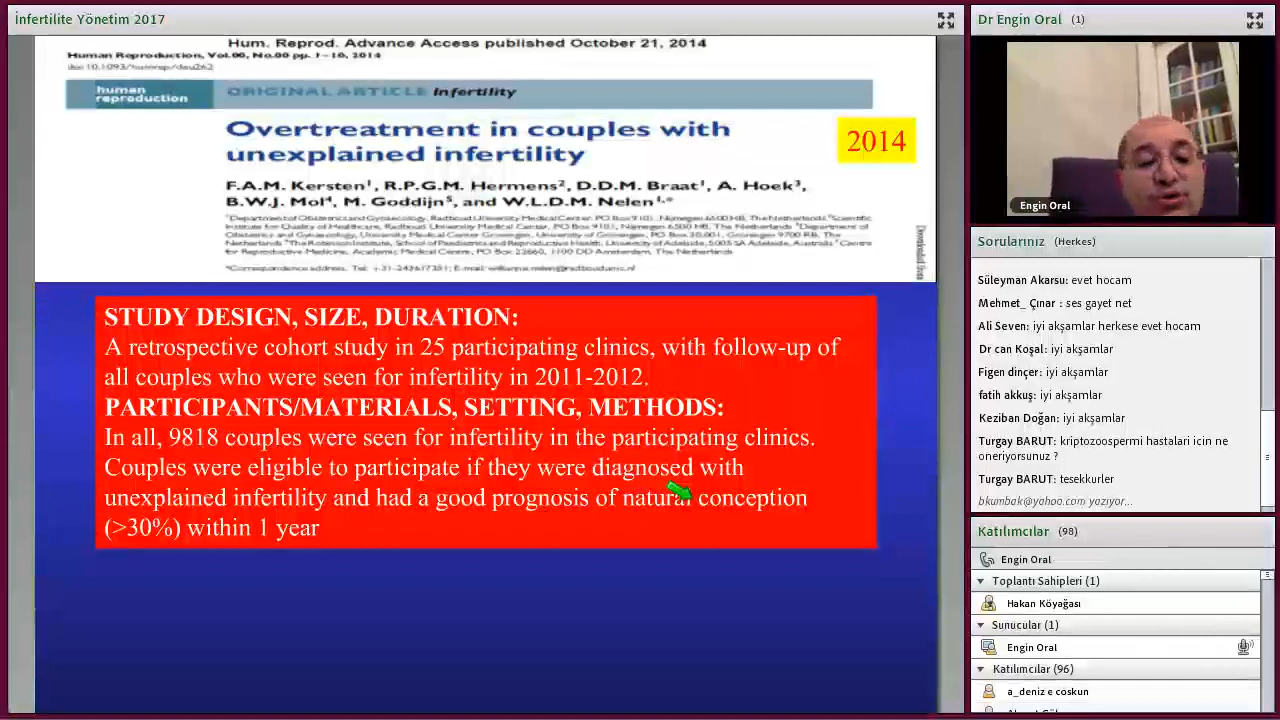 İnfertilite Yönetim 2017
Hum. Reprod. Advance Access published October 21, 2014
Human Reproduction, Vol.00, No.00 pp. 1–10, 2014
doi:10.1093/humrep/deu262
human
reproduction
ORIGINAL ARTICLE Infertility
Overtreatment in couples with
unexplained infertility
2014
F.A.M. Kersten¹, R.P.G.M. Hermens², D.D.M. Braat¹, A. Hoek³,
B.W.J. Mol⁴, M. Goddijn⁵, and W.L.D.M. Nelen¹,*
STUDY DESIGN, SIZE, DURATION:
A retrospective cohort study in 25 participating clinics, with follow-up of
all couples who were seen for infertility in 2011-2012.
PARTICIPANTS/MATERIALS, SETTING, METHODS:
In all, 9818 couples were seen for infertility in the participating clinics.
Couples were eligible to participate if they were diagnosed with
unexplained infertility and had a good prognosis of natural conception
(>30%) within 1 year
Dr Engin Oral (1)
Engin Oral
Sorularınız (Herkes)
Süleyman Akarsu: evet hocam
Mehmet_ Çınar : ses gayet net
Ali Seven: iyi akşamlar herkese evet hocam
Dr can Koşal: iyi akşamlar
Figen dinçer: iyi akşamlar
fatih akkuş: iyi akşamlar
Keziban Doğan: iyi akşamlar
Turgay BARUT: kriptozoospermi hastalari icin ne
oneriyorsunuz ?
Turgay BARUT: tesekkurler
bkumbak@yahoo.com yazıyor...
Katılımcılar (98)
Engin Oral
Toplantı Sahipleri (1)
Hakan Köyağası
Sunucular (1)
Engin Oral
Katılımcılar (96)
a_deniz e coskun